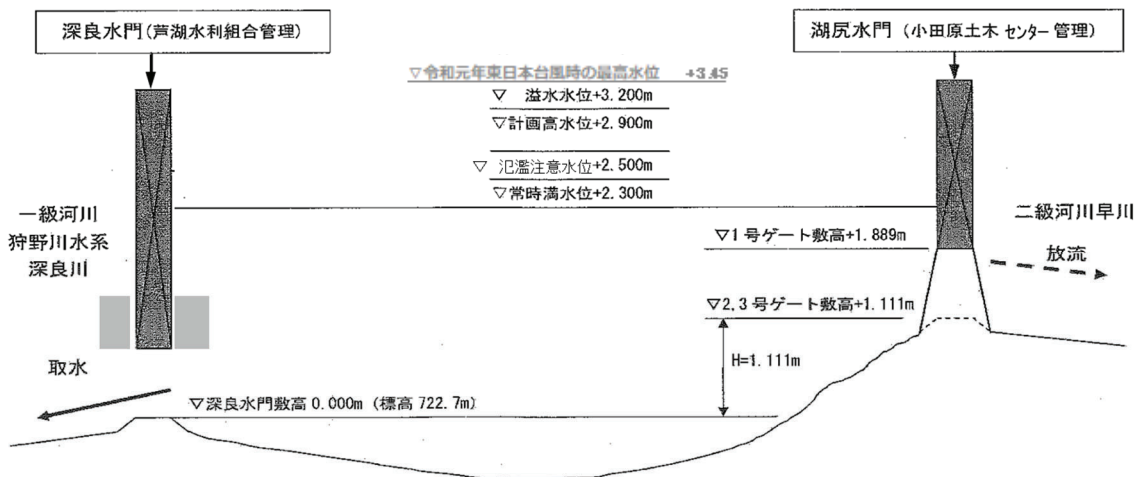 深良水門(芦湖水利組合管理)
湖尻水門 (小田原土木センター管理)
▽令和元年東日本台風時の最高水位 +3.45
▽ 溢水水位+3.200m
▽計画高水位+2.900m
▽ 氾濫注意水位+2.500m
▽常時満水位+2.300m
一級河川
狩野川水系
深良川
二級河川早川
▽1号ゲート敷高+1.889m
放流
▽2,3号ゲート敷高+1.111m
H=1.111m
取水
▽深良水門敷高 0.000m (標高 722.7m)